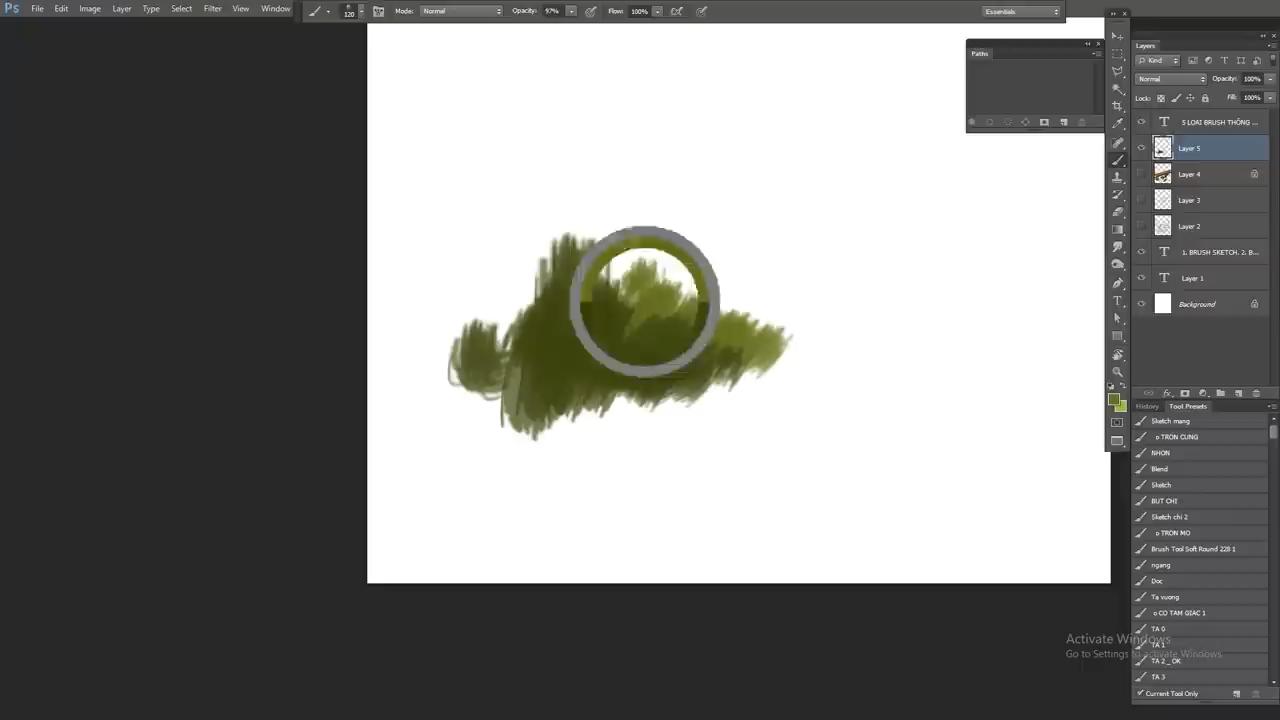 Ps File Edit Image Layer Type Select Filter View Window
120 Mode: Normal Opacity: 97% Flow: 100% Essentials
Paths
Layers
Kind
Normal Opacity: 100%
Lock: Fill: 100%
5 LOAI BRUSH THÔNG ...
Layer 5
Layer 4
Layer 3
Layer 2
1. BRUSH SKETCH. 2. B...
Layer 1
Background
History Tool Presets
Sketch mang
o TRON CUNG
NHON
Blend
Sketch
BUT CHI
Sketch chi 2
o TRON MO
Brush Tool Soft Round 228 1
ngang
Doc
Ta vuong
o CO TAM GIAC 1
TA 0
TA 1
TA 2 _ OK
TA 3
Current Tool Only
Activate Windows
Go to Settings to activate Windows.